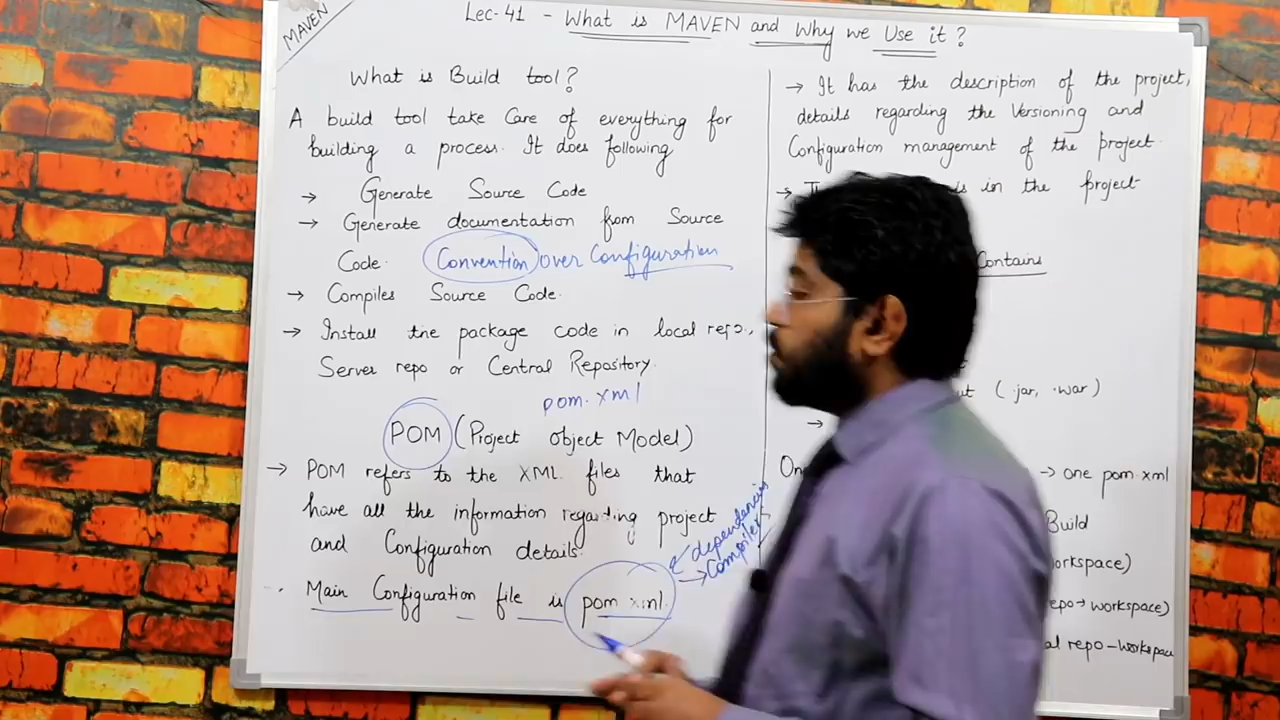 MAVEN
Lec-41 - What is MAVEN and Why we Use it?
What is Build tool?
A build tool take Care of everything for
building a process. It does following
→ Generate Source Code
→ Generate documentation from Source
Code.
Convention over Configuration
→ Compiles Source Code.
→ Install the package code in local repo.,
Server repo or Central Repository.
pom.xml
POM (Project Object Model)
→ POM refers to the XML files that
have all the information regarding project
and Configuration details.
Main Configuration file is pom.xml.
dependancies
→ Compiler
→ It has the description of the project,
details regarding the Versioning and
Configuration management of the project.
→ in the project.
Contains
(.jar, .war)
→
→ one pom.xml
Build
repo → workspace)
repo - workspace